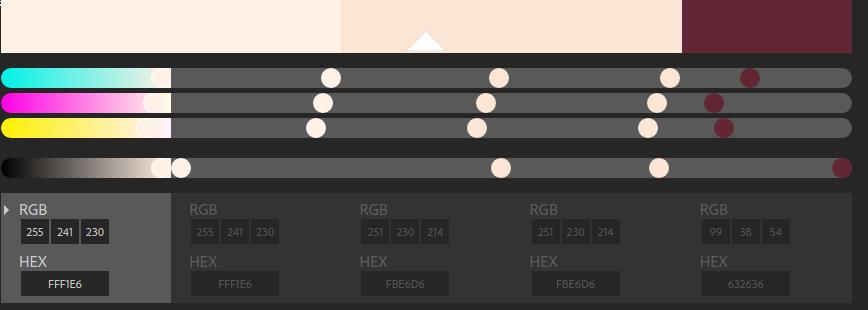 RGB RGB RGB RGB RGB
255 241 230 255 241 230 251 230 214 251 230 214 99 38 54
HEX HEX HEX HEX HEX
FFF1E6 FFF1E6 FBE6D6 FBE6D6 632636